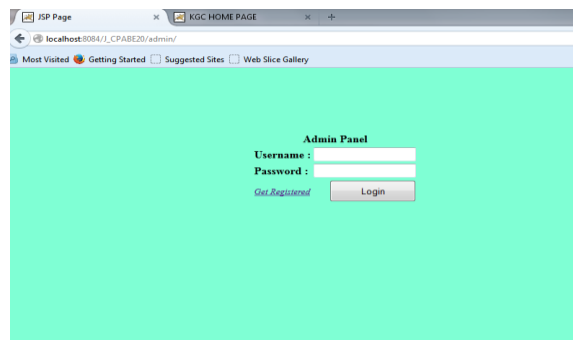 JSP Page
KGC HOME PAGE
localhost:8084/J_CPABE20/admin/
Most Visited Getting Started Suggested Sites Web Slice Gallery
Admin Panel
Username :
Password :
Get Registered Login